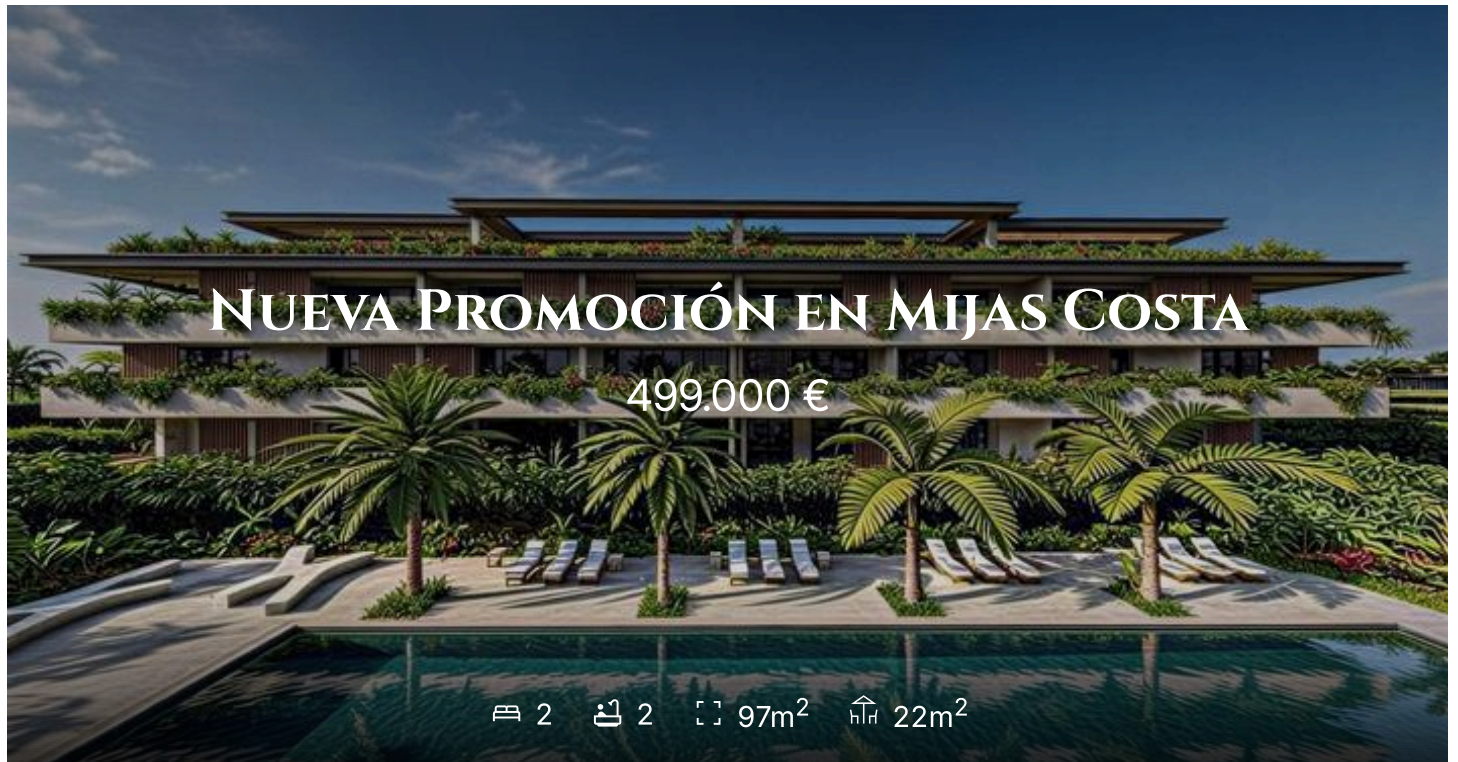 Nueva Promoción en Mijas Costa
499.000 €
2 2 97m² 22m²